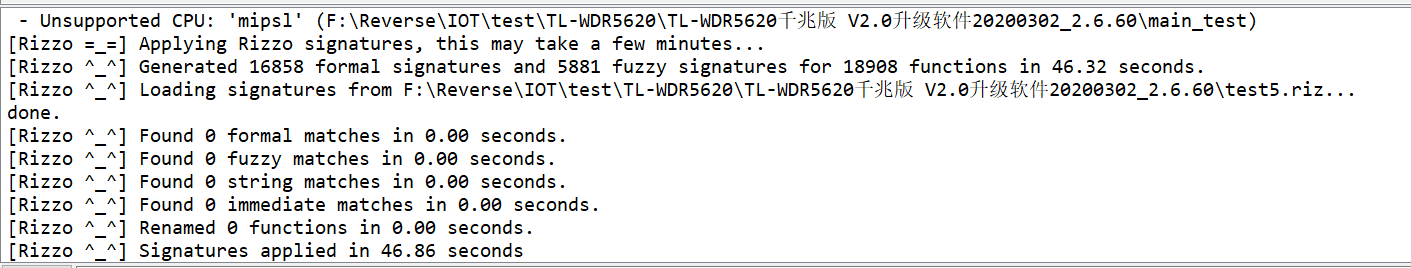 - Unsupported CPU: 'mipsl' (F:\Reverse\IOT\test\TL-WDR5620\TL-WDR5620千兆版 V2.0升级软件20200302_2.6.60\main_test)
[Rizzo =_=] Applying Rizzo signatures, this may take a few minutes...
[Rizzo ^_^] Generated 16858 formal signatures and 5881 fuzzy signatures for 18908 functions in 46.32 seconds.
[Rizzo ^_^] Loading signatures from F:\Reverse\IOT\test\TL-WDR5620\TL-WDR5620千兆版 V2.0升级软件20200302_2.6.60\test5.riz...
done.
[Rizzo ^_^] Found 0 formal matches in 0.00 seconds.
[Rizzo ^_^] Found 0 fuzzy matches in 0.00 seconds.
[Rizzo ^_^] Found 0 string matches in 0.00 seconds.
[Rizzo ^_^] Found 0 immediate matches in 0.00 seconds.
[Rizzo ^_^] Renamed 0 functions in 0.00 seconds.
[Rizzo ^_^] Signatures applied in 46.86 seconds